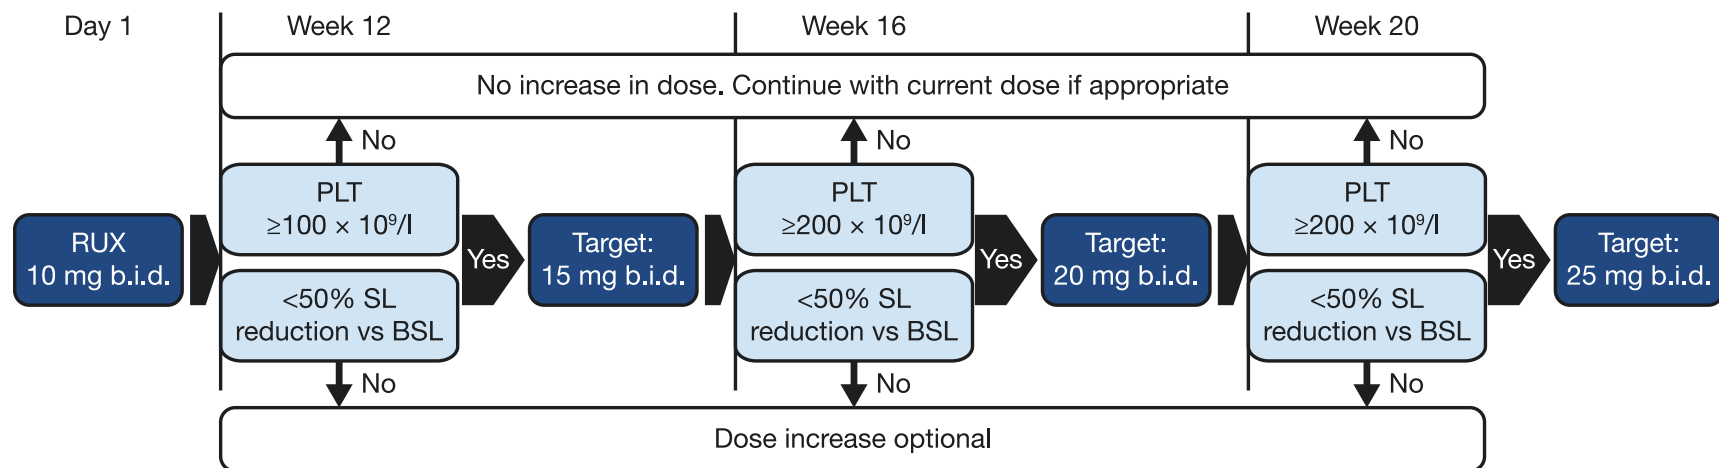 Day 1
Week 12
Week 16
Week 20
No increase in dose. Continue with current dose if appropriate
No
No
No
RUX
10 mg b.i.d.
PLT
≥100 × 10⁹/l
<50% SL
reduction vs BSL
Yes
Target:
15 mg b.i.d.
PLT
≥200 × 10⁹/l
<50% SL
reduction vs BSL
Yes
Target:
20 mg b.i.d.
PLT
≥200 × 10⁹/l
<50% SL
reduction vs BSL
Yes
Target:
25 mg b.i.d.
No
No
No
Dose increase optional